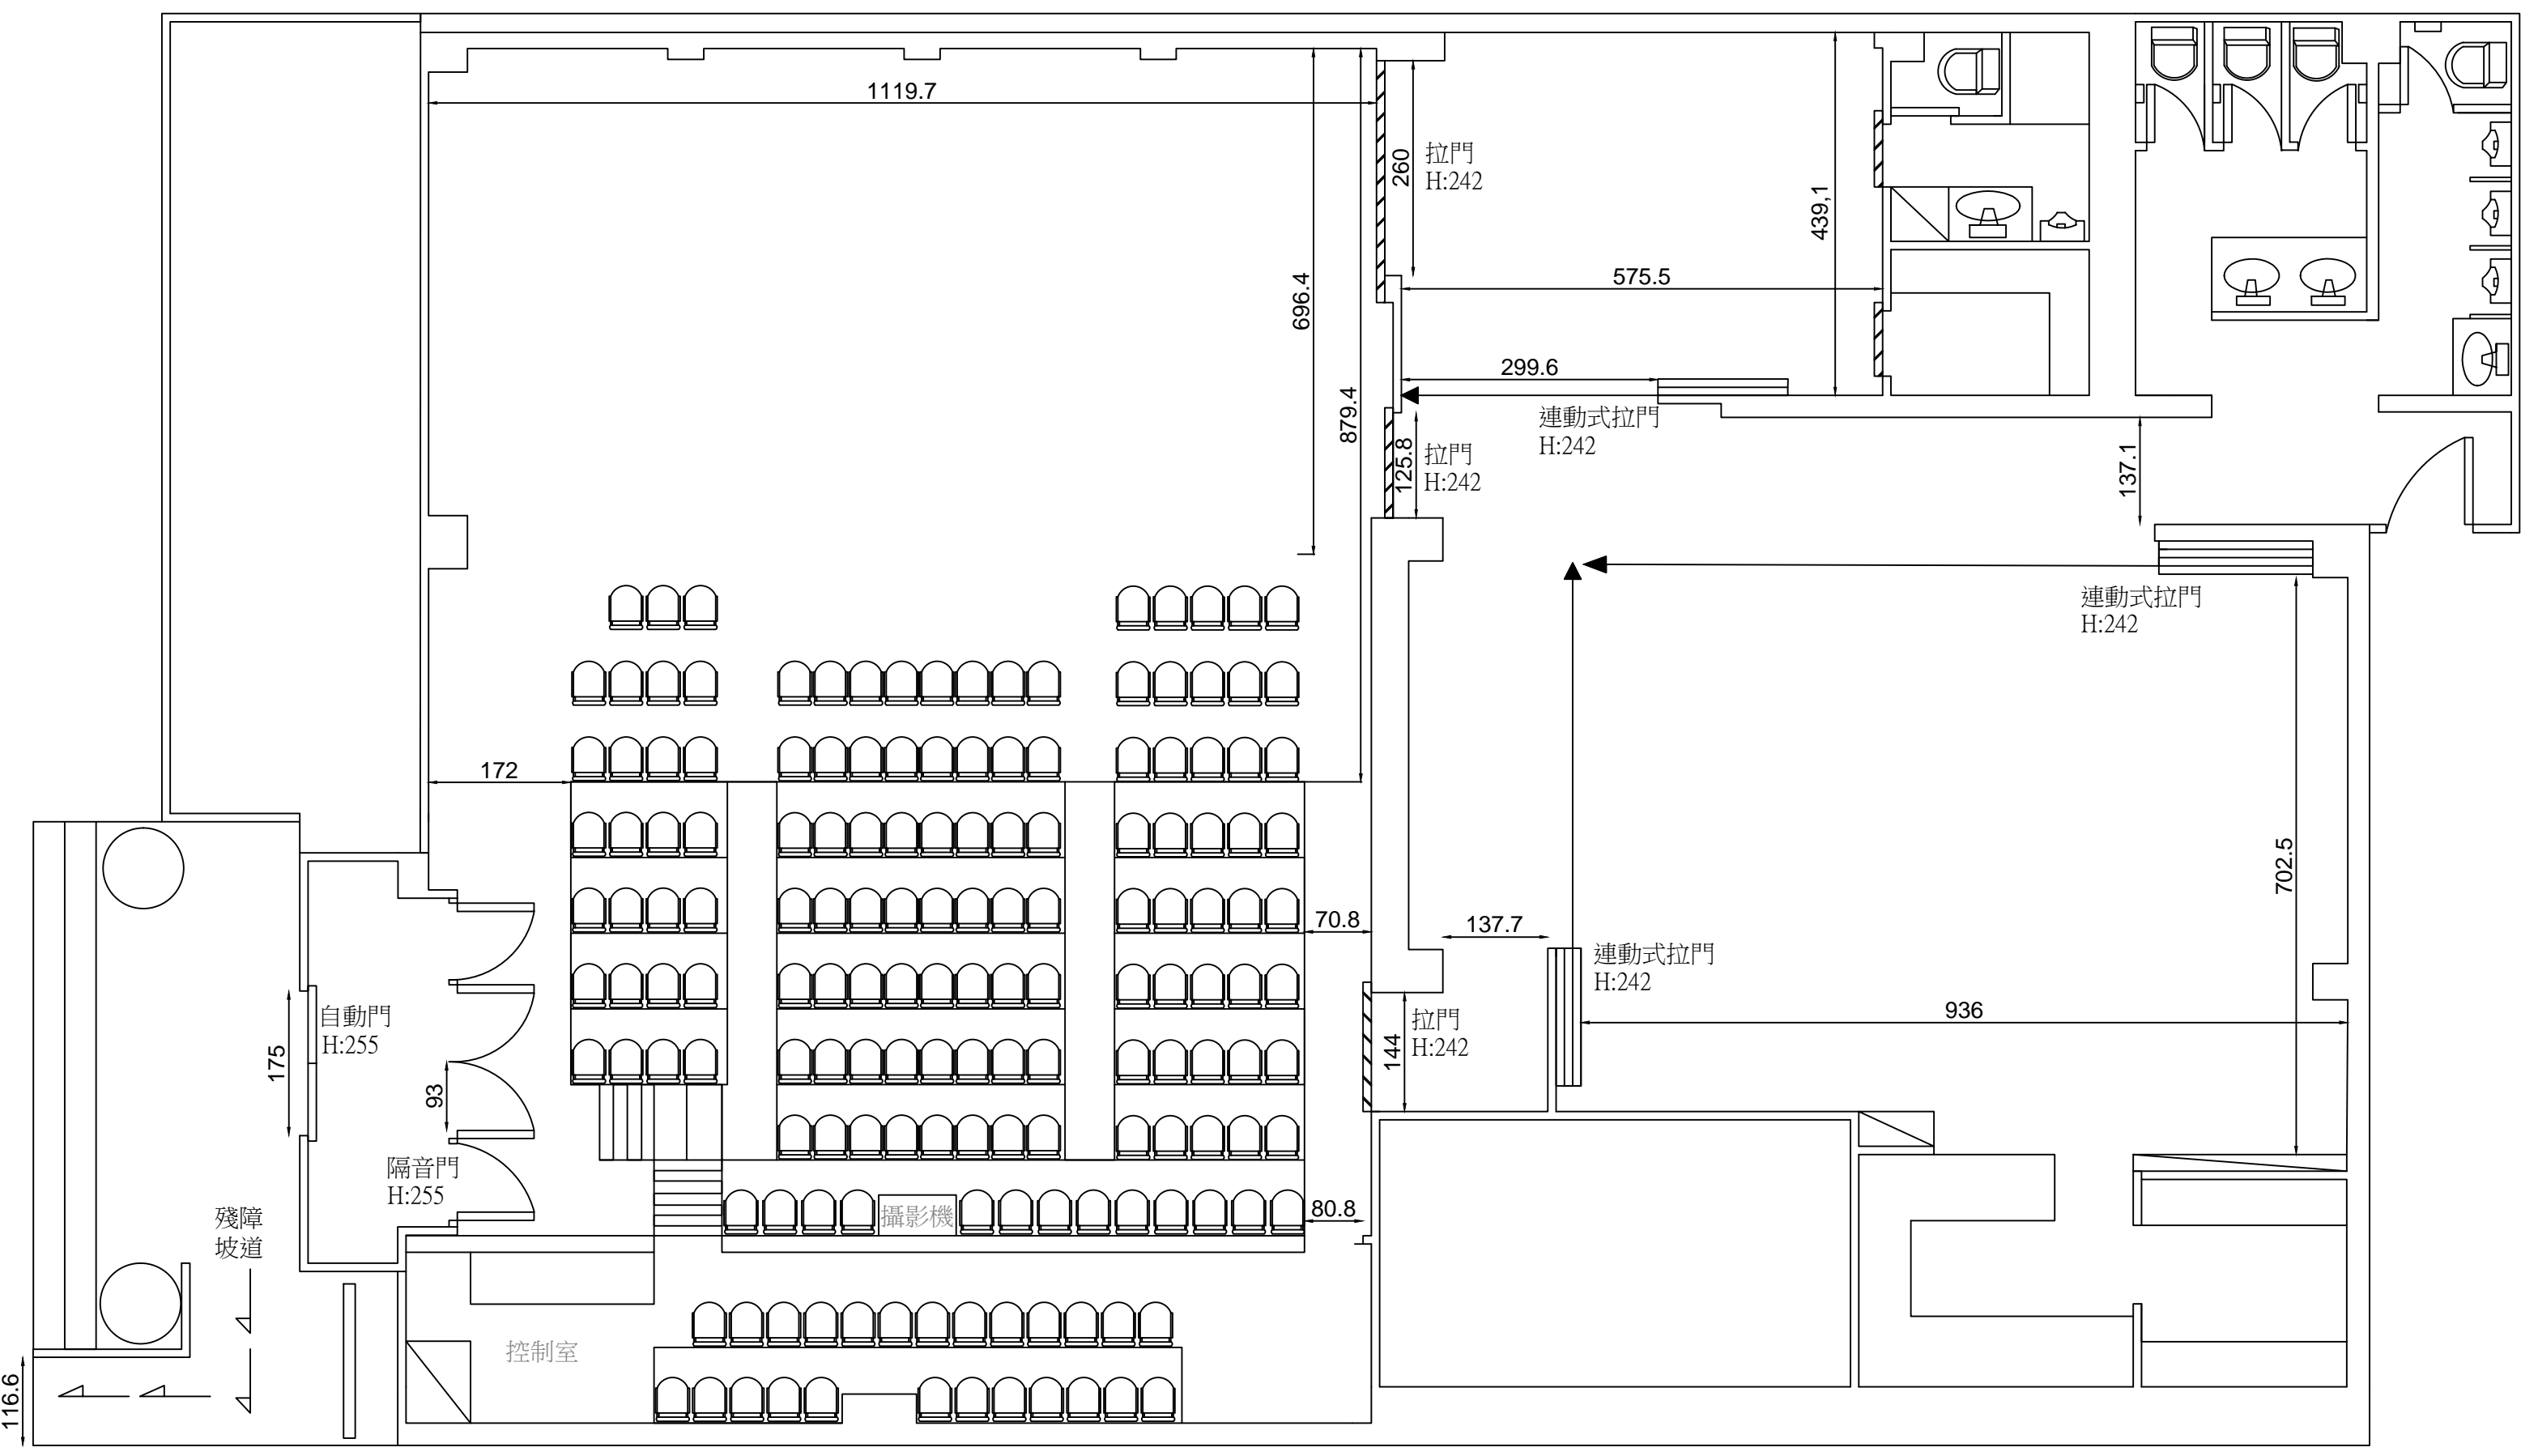 1119.7
260
拉門
H:242
439,1
696.4
575.5
299.6
879.4
連動式拉門
H:242
125.8
拉門
H:242
137.1
連動式拉門
H:242
172
702.5
70.8
137.7
連動式拉門
H:242
936
自動門
H:255
175
拉門
H:242
144
93
隔音門
H:255
殘障
坡道
攝影機
80.8
控制室
116.6